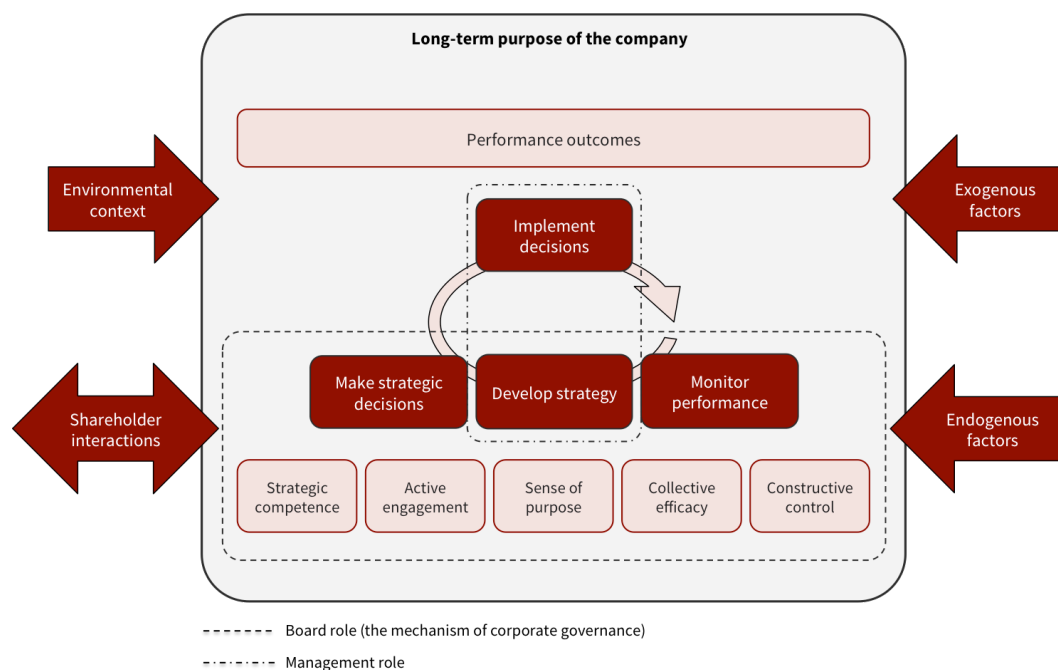 Long-term purpose of the company
Performance outcomes
Environmental
context
Exogenous
factors
Implement
decisions
Make strategic
decisions
Develop strategy
Monitor
performance
Shareholder
interactions
Endogenous
factors
Strategic
competence
Active
engagement
Sense of
purpose
Collective
efficacy
Constructive
control
Board role (the mechanism of corporate governance)
Management role